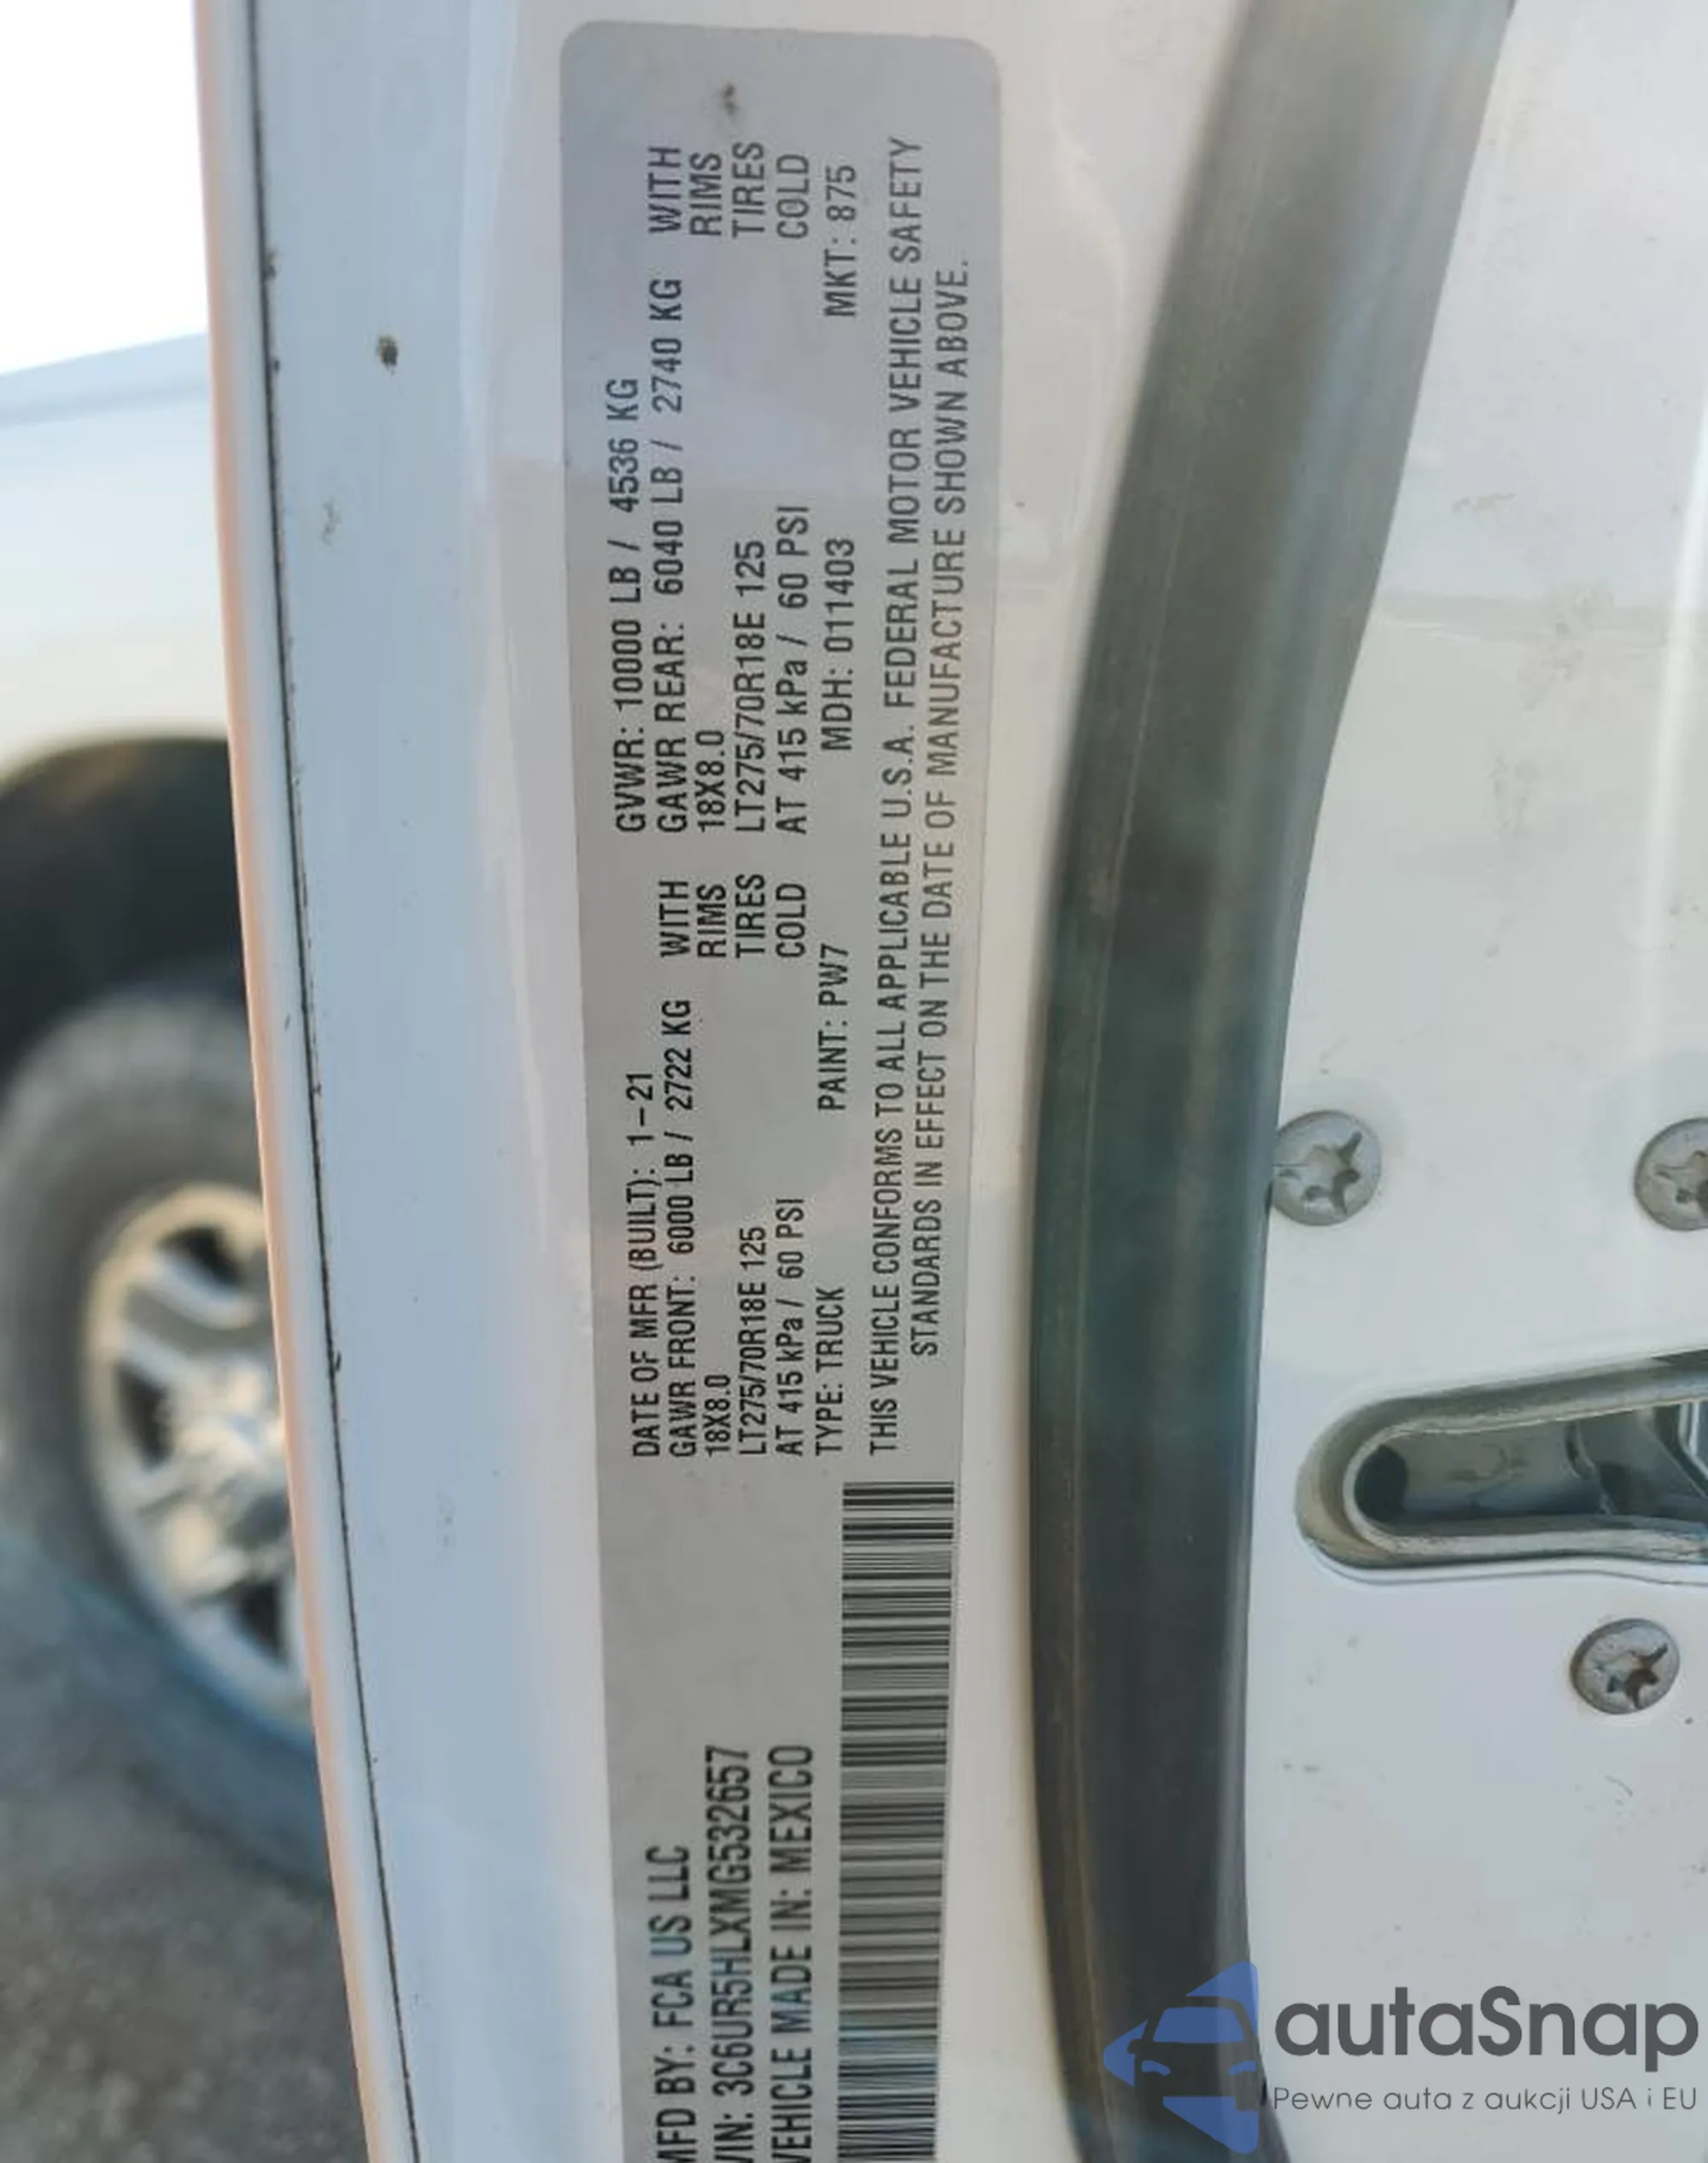 MFD BY: FCA US LLC
VIN: 3C6UR5HLXMG532657
VEHICLE MADE IN: MEXICO
DATE OF MFR (BUILT): 1-21
GAWR FRONT: 6000 LB / 2722 KG WITH
18X8.0 RIMS
LT275/70R18E 125 TIRES
AT 415 kPa / 60 PSI COLD
TYPE: TRUCK PAINT: PW7
GVWR: 10000 LB / 4536 KG
GAWR REAR: 6040 LB / 2740 KG WITH
18X8.0 RIMS
LT275/70R18E 125 TIRES
AT 415 kPa / 60 PSI COLD
MDH: 011403 MKT: 875
THIS VEHICLE CONFORMS TO ALL APPLICABLE U.S.A. FEDERAL MOTOR VEHICLE SAFETY
STANDARDS IN EFFECT ON THE DATE OF MANUFACTURE SHOWN ABOVE.
autaSnap
Pewne auta z aukcji USA i EU